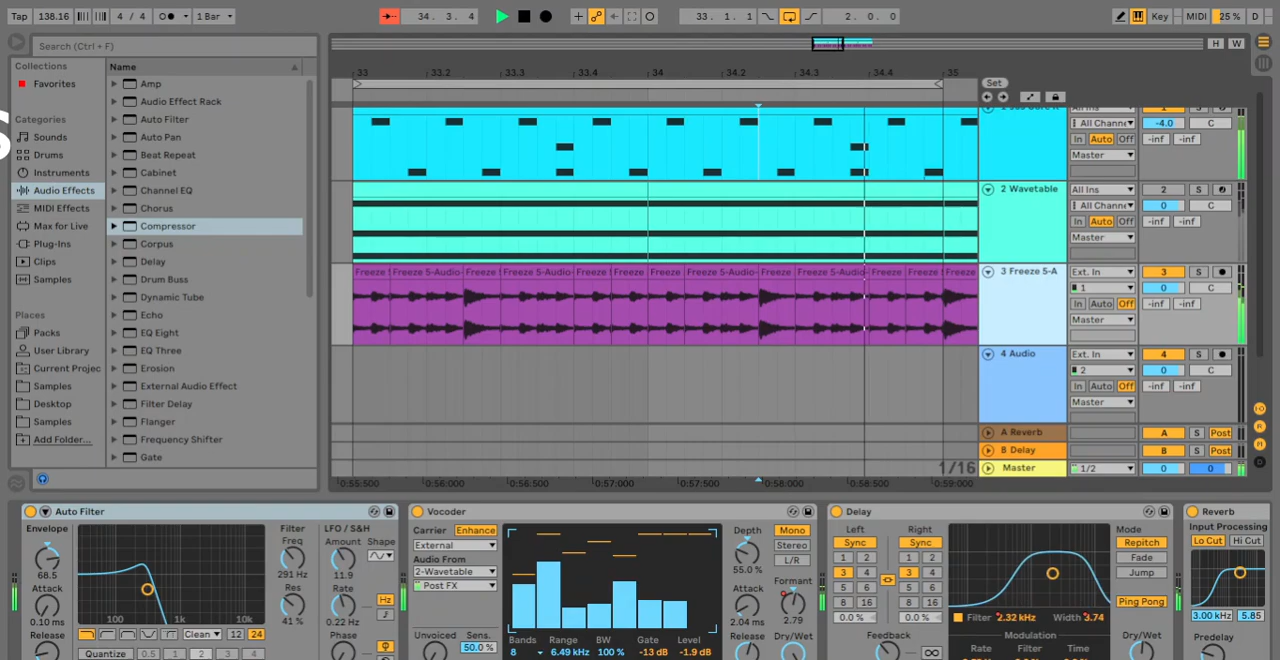 Tap 138.16 4 / 4 1 Bar 34. 3. 4 33. 1. 1 2. 0. 0 Key MIDI 25 % D
Search (Ctrl + F)
H W
Collections
Favorites
Categories
Sounds
Drums
Instruments
Audio Effects
MIDI Effects
Max for Live
Plug-Ins
Clips
Samples
Places
Packs
User Library
Current Projec
Samples
Desktop
Samples
Add Folder...
Name
Amp
Audio Effect Rack
Auto Filter
Auto Pan
Beat Repeat
Cabinet
Channel EQ
Chorus
Compressor
Corpus
Delay
Drum Buss
Dynamic Tube
Echo
EQ Eight
EQ Three
Erosion
External Audio Effect
Filter Delay
Flanger
Frequency Shifter
Gate
33 33.2 33.3 33.4 34 34.2 34.3 34.4 35
Set
All Channe -4.0 C
In Auto Off -inf -inf
Master
2 Wavetable All Ins 2 S
All Channe 0 C
In Auto Off -inf -inf
Master
Freeze Freeze 5-Audio- Freeze Freeze 5-Audio- Freeze Freeze Freeze Freeze 5-Audio- Freeze Freeze 5-Audio Freeze Freeze Freeze
3 Freeze 5-A Ext. In 3 S
1 0 C
In Auto Off -inf -inf
Master
4 Audio Ext. In 4 S
2 0 C
In Auto Off -inf -inf
Master
A Reverb A S Post
B Delay B S Post
1/16 Master 1/2 0 0
0:55:500 0:56:000 0:56:500 0:57:000 0:57:500 0:58:000 0:58:500 0:59:000
Auto Filter
Envelope
68.5
Attack
0.10 ms
Release
100 1k 10k
Clean 12 24
Quantize 0.5 1 2 3 4
Filter
Freq
291 Hz
Res
41 %
LFO / S&H
Amount Shape
11.9
Rate
Hz
0.22 Hz
Phase
Vocoder
Carrier Enhance
External
Audio From
2-Wavetable
Post FX
Unvoiced Sens.
50.0 %
Bands Range BW Gate Level
8 6.49 kHz 100 % -13 dB -1.9 dB
Depth Mono
Stereo
55.0 % L/R
Attack Formant
2.04 ms 2.79
Release Dry/Wet
Delay
Left Right
Sync Sync
1 2 1 2
3 4 3 4
5 6 5 6
8 16 8 16
0.0 % 0.0 %
Feedback
Filter 2.32 kHz Width 3.74
Modulation
Rate Filter Time
Mode
Repitch
Fade
Jump
Ping Pong
Dry/Wet
Reverb
Input Processing
Lo Cut Hi Cut
3.00 kHz 5.85
Predelay